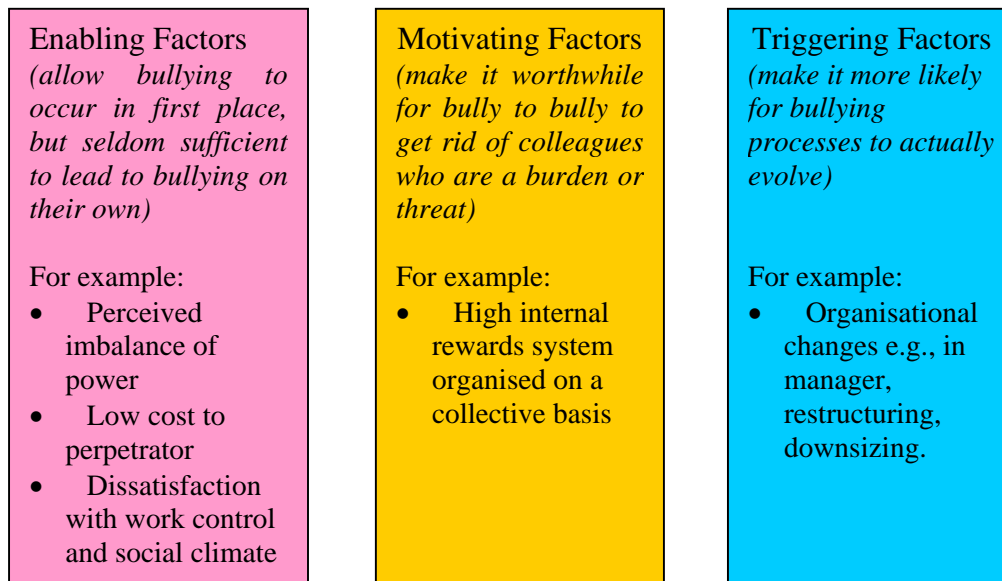 Enabling Factors
(allow bullying to
occur in first place,
but seldom sufficient
to lead to bullying on
their own)
For example:
• Perceived
imbalance of
power
• Low cost to
perpetrator
• Dissatisfaction
with work control
and social climate
Motivating Factors
(make it worthwhile
for bully to bully to
get rid of colleagues
who are a burden or
threat)
For example:
• High internal
rewards system
organised on a
collective basis
Triggering Factors
(make it more likely
for bullying
processes to actually
evolve)
For example:
• Organisational
changes e.g., in
manager,
restructuring,
downsizing.